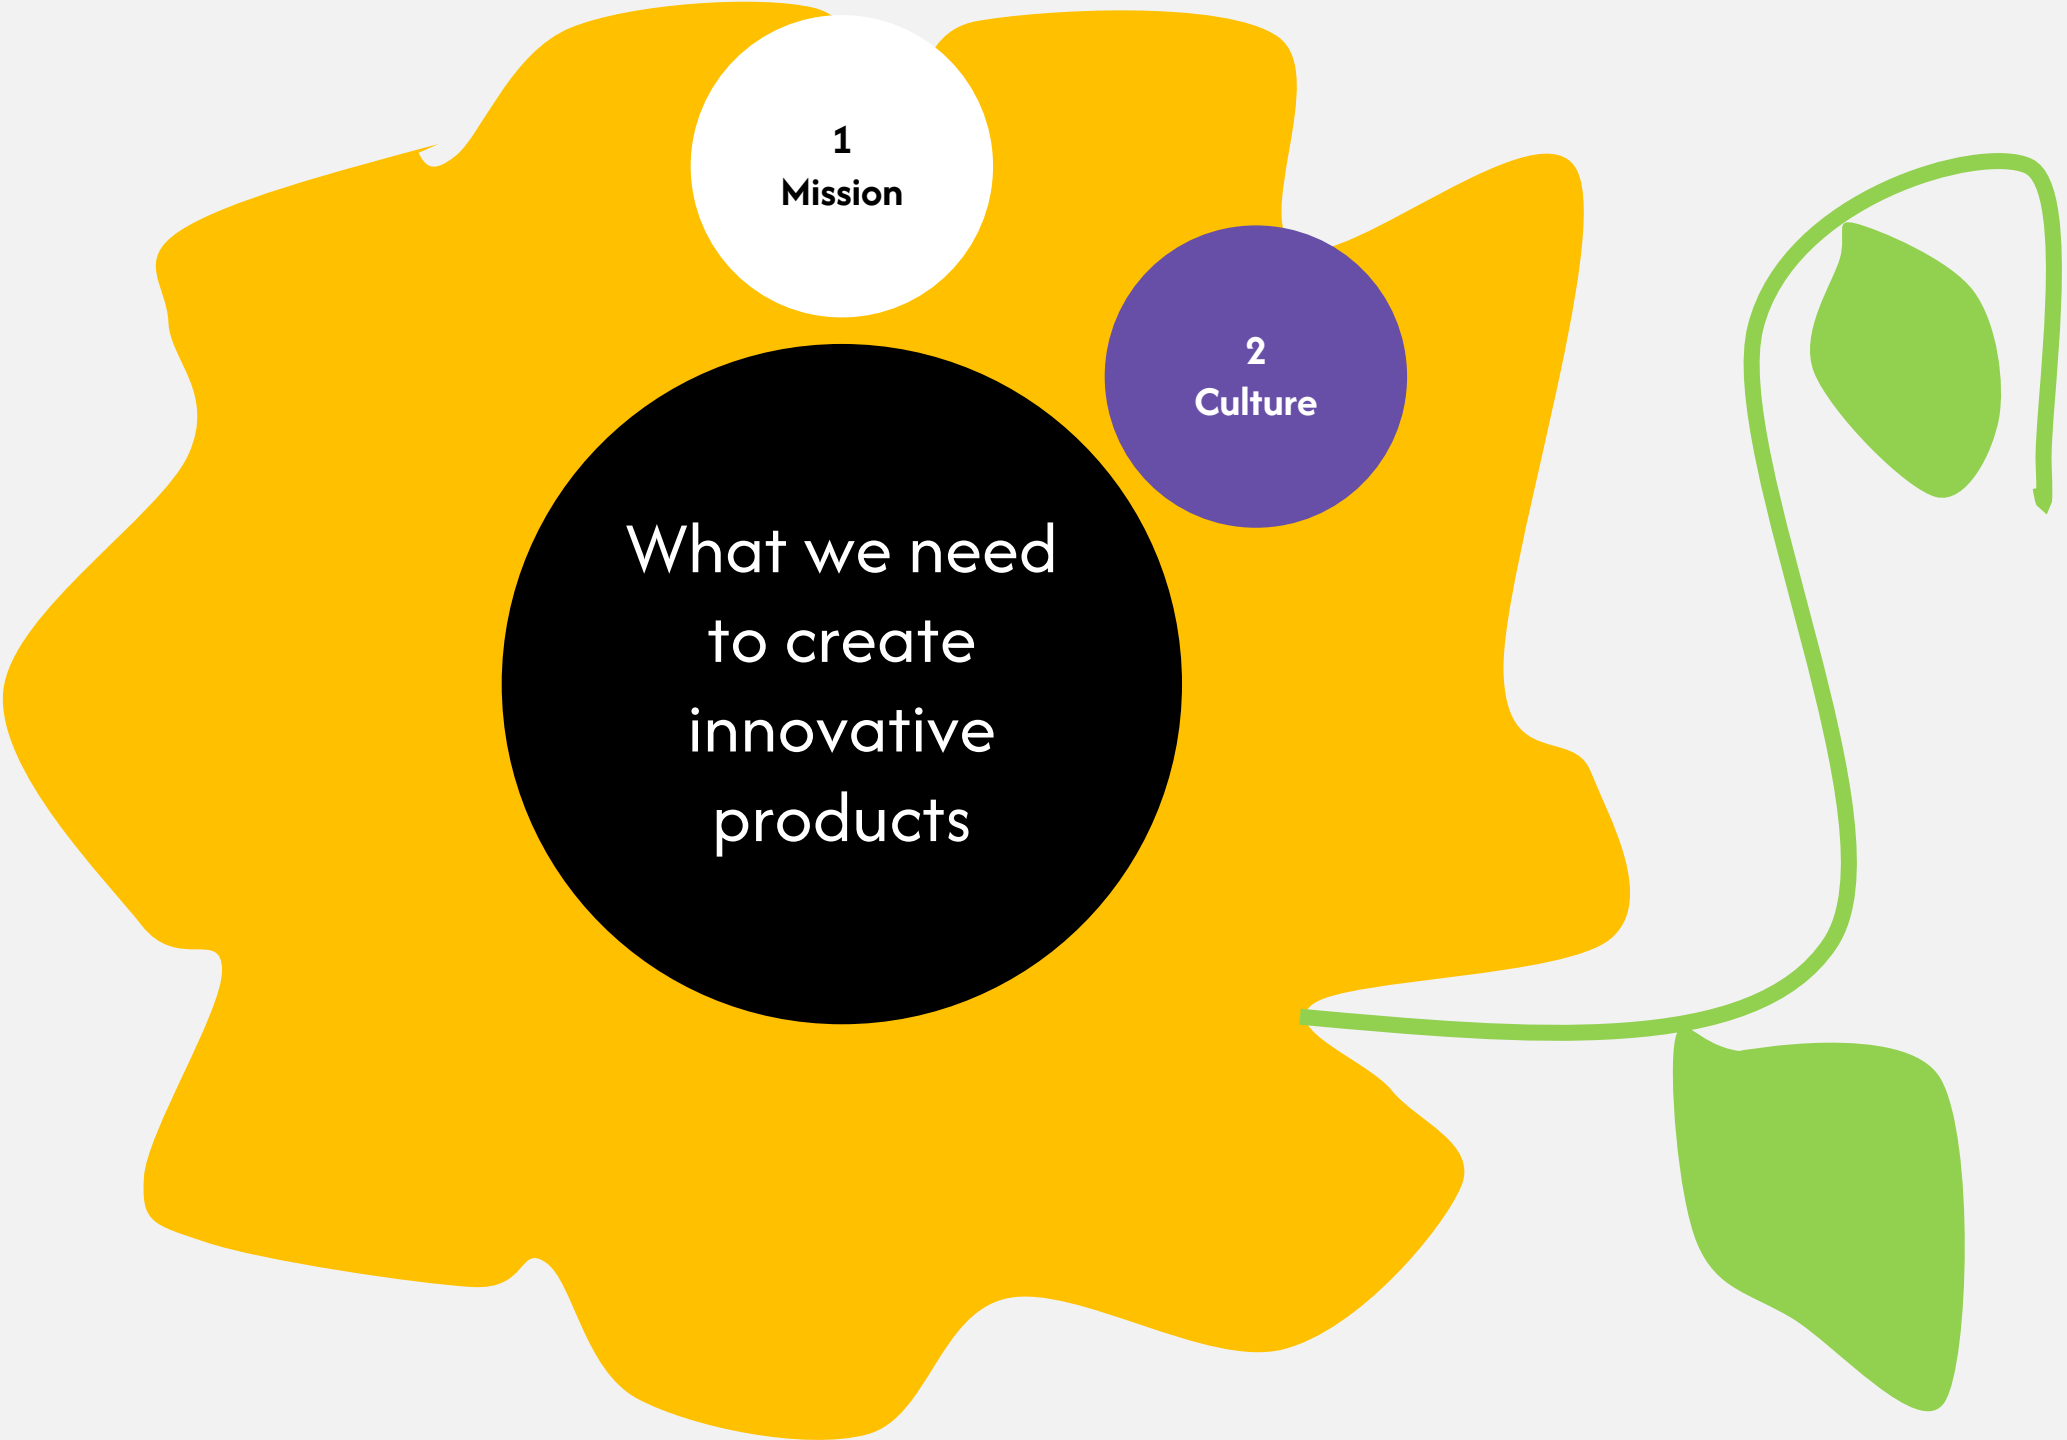 1
Mission
2
Culture
What we need
to create
innovative
products